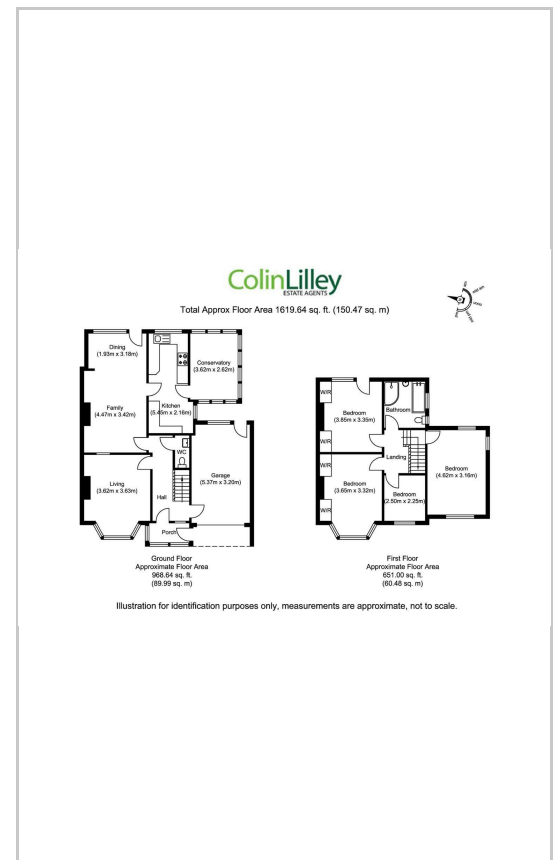 ColinLilley
ESTATE AGENTS
Total Approx Floor Area 1619.64 sq. ft. (150.47 sq. m)
Dining
(1.93m x 3.18m)
Conservatory
(3.62m x 2.62m)
Family
(4.47m x 3.42m)
Kitchen
(5.45m x 2.16m)
WC
Living
(3.62m x 3.63m)
Hall
Garage
(5.37m x 3.20m)
Porch
Ground Floor
Approximate Floor Area
968.64 sq. ft.
(89.99 sq. m)
W/R
Bedroom
(3.85m x 3.35m)
Bathroom
W/R
Landing
W/R
Bedroom
(3.65m x 3.32m)
Bedroom
(4.62m x 3.16m)
Bedroom
(2.50m x 2.25m)
W/R
First Floor
Approximate Floor Area
651.00 sq. ft.
(60.48 sq. m)
Illustration for identification purposes only, measurements are approximate, not to scale.